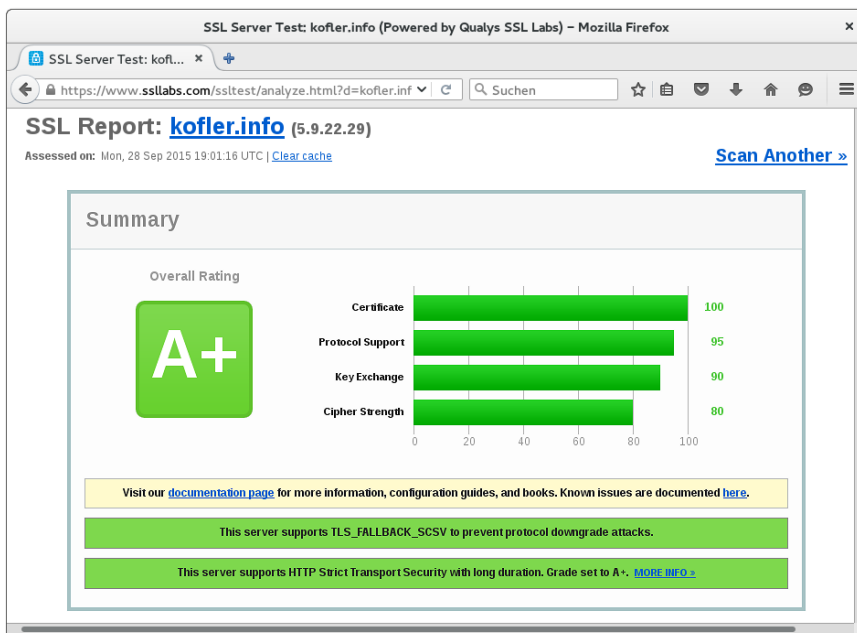 SSL Server Test: kofler.info (Powered by Qualys SSL Labs) – Mozilla Firefox
SSL Server Test: kofl...
https://www.ssllabs.com/ssltest/analyze.html?d=kofler.inf
Suchen
SSL Report: kofler.info (5.9.22.29)
Assessed on: Mon, 28 Sep 2015 19:01:16 UTC | Clear cache
Scan Another »
Summary
Overall Rating
A+
Certificate 100
Protocol Support 95
Key Exchange 90
Cipher Strength 80
0 20 40 60 80 100
Visit our documentation page for more information, configuration guides, and books. Known issues are documented here.
This server supports TLS_FALLBACK_SCSV to prevent protocol downgrade attacks.
This server supports HTTP Strict Transport Security with long duration. Grade set to A+. MORE INFO »